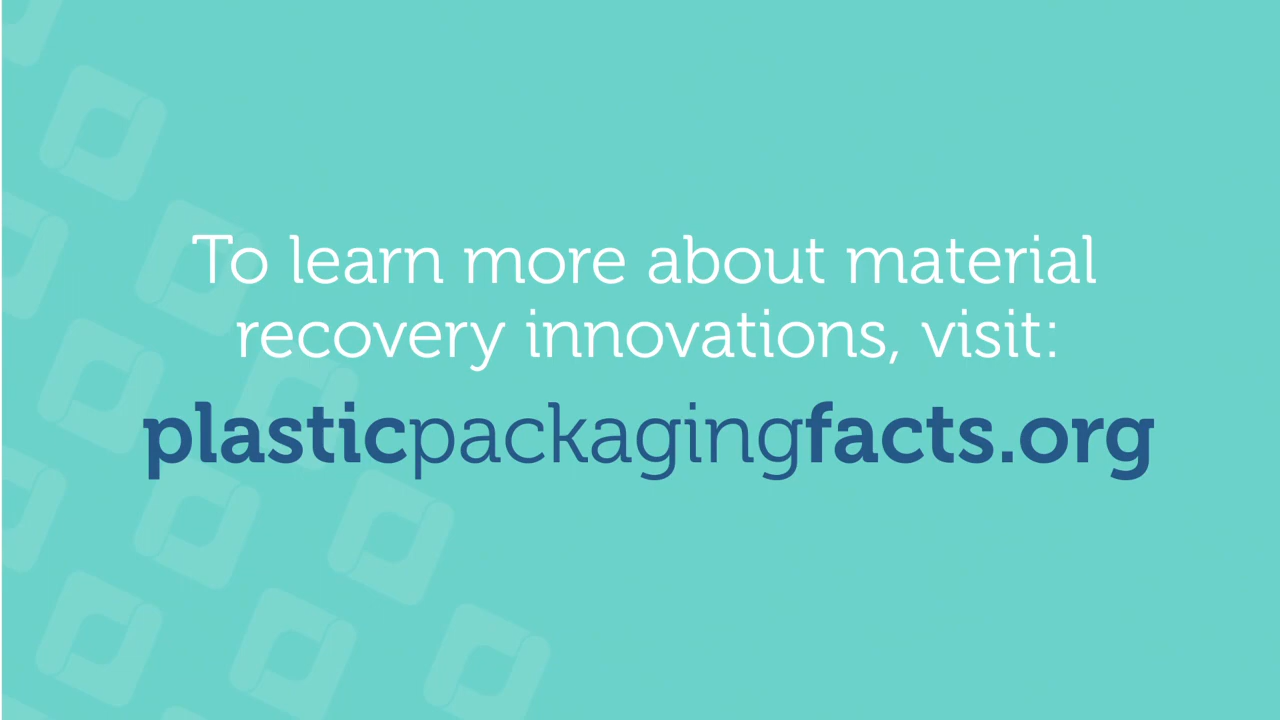 To learn more about material
recovery innovations, visit:
plasticpackagingfacts.org